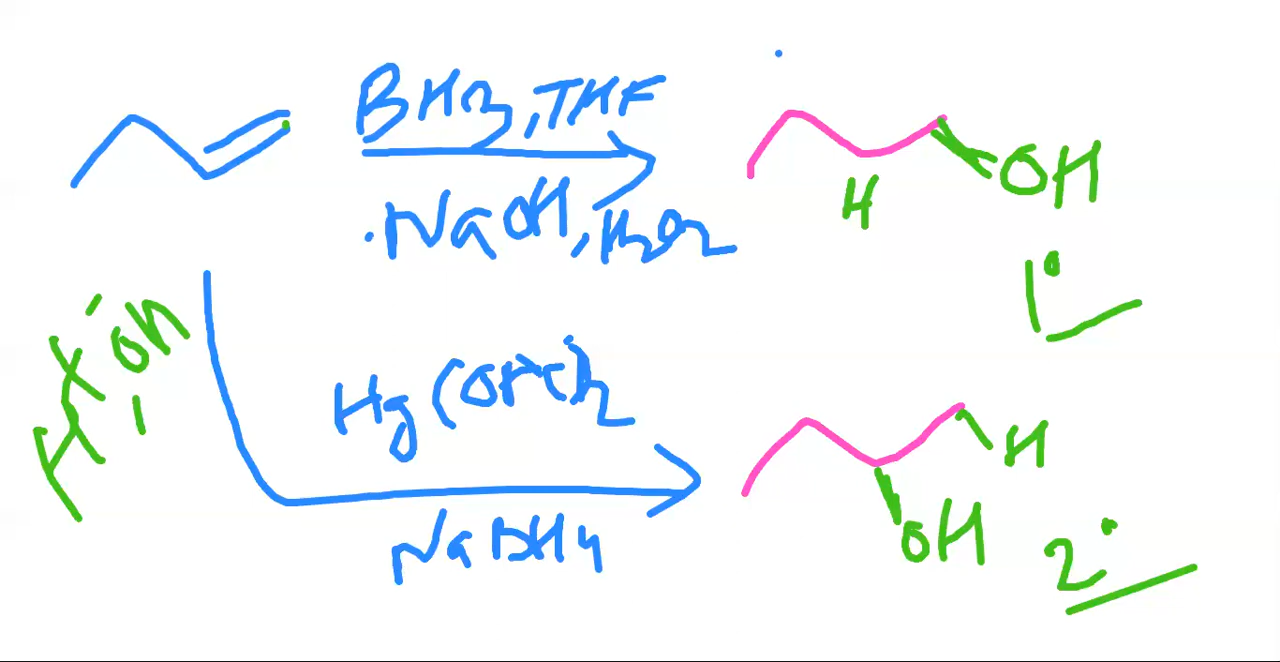 BH3, THF
NaOH, H2O2
OH
H
1°
H
OH
Hg(OAc)2
NaBH4
H
OH
2°